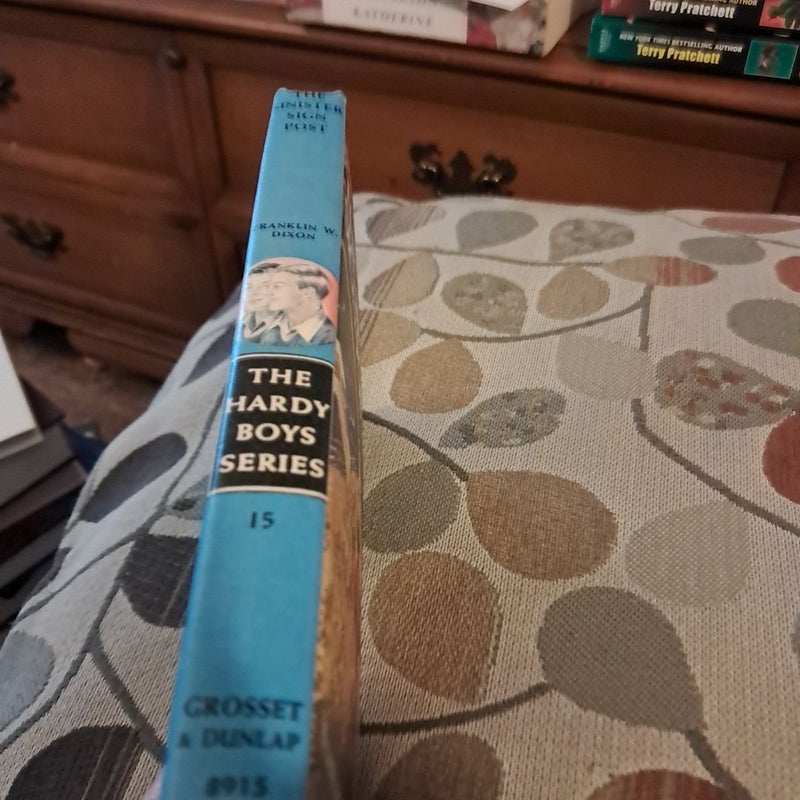 KATHERINE
Terry Pratchett
NEW YORK TIMES BESTSELLING AUTHOR
Terry Pratchett
THE
SINISTER
SIGN
POST
FRANKLIN W.
DIXON
THE
HARDY
BOYS
SERIES
15
GROSSET
& DUNLAP
8915